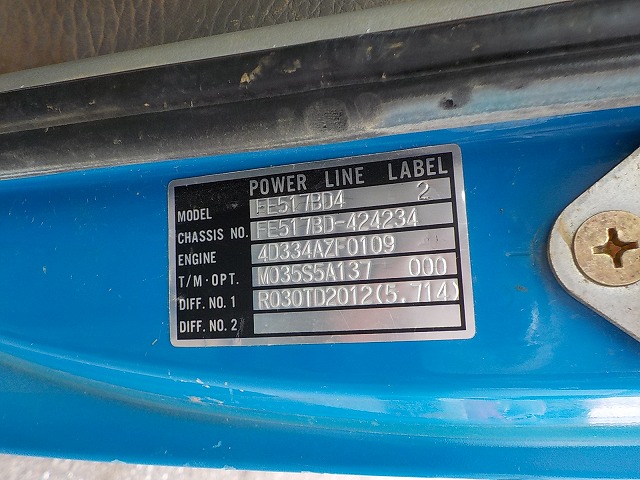 POWER LINE LABEL
MODEL FE517BD4 2
CHASSIS NO. FE517BD-424234
ENGINE 4D334AZF0109
T/M·OPT. M035S5A137 000
DIFF. NO. 1 R030TD2012(5.714)
DIFF. NO. 2